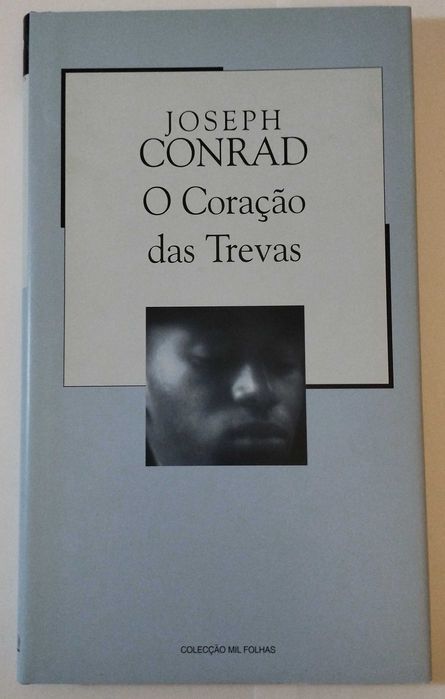 JOSEPH
CONRAD
O Coração
das Trevas
COLECÇÃO MIL FOLHAS